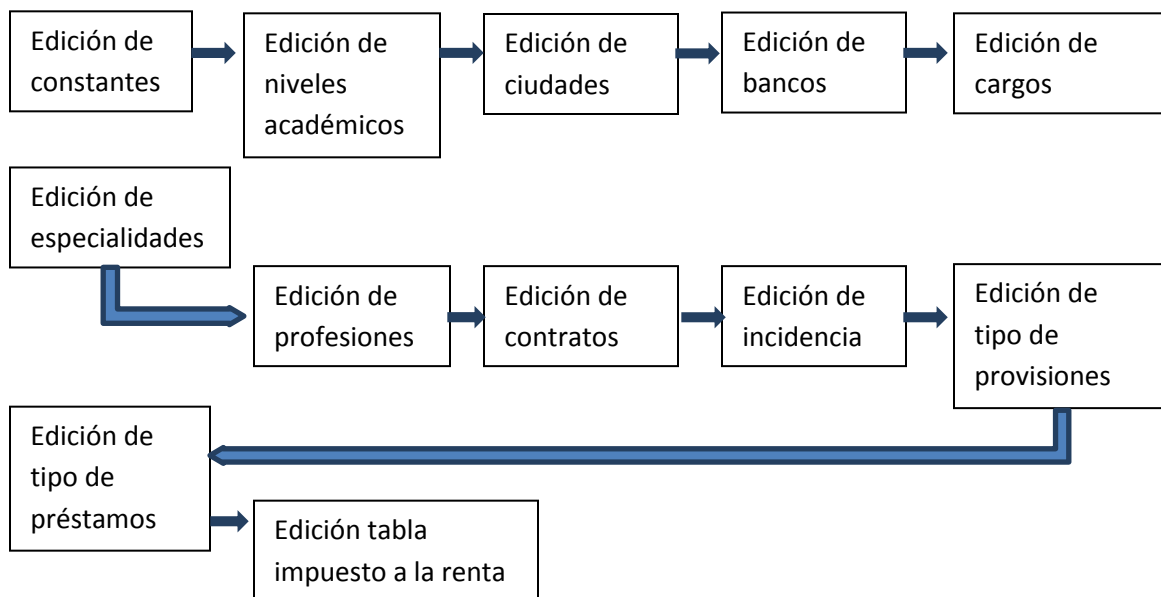 Edición de
constantes
Edición de
niveles
académicos
Edición de
ciudades
Edición de
bancos
Edición de
cargos
Edición de
especialidades
Edición de
profesiones
Edición de
contratos
Edición de
incidencia
Edición de
tipo de
provisiones
Edición de
tipo de
préstamos
Edición tabla
impuesto a la renta